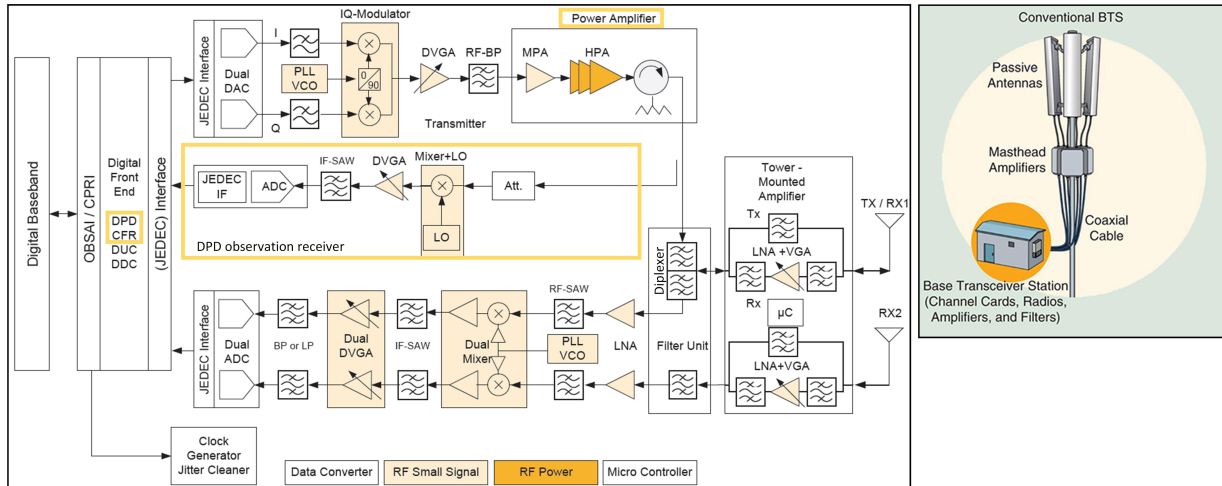 IQ-Modulator
Power Amplifier
JEDEC Interface
Dual
DAC
I
Q
PLL
VCO
0
90
DVGA
RF-BP
MPA
HPA
Transmitter
Digital Baseband
OBSAI / CPRI
Digital
Front
End
DPD
CFR
DUC
DDC
(JEDEC) Interface
JEDEC
IF
ADC
IF-SAW
DVGA
Mixer+LO
LO
Att.
DPD observation receiver
Tower -
Mounted
Amplifier
Tx
LNA +VGA
Rx
µC
LNA+VGA
TX / RX1
RX2
Diplexer
Filter Unit
JEDEC Interface
Dual
ADC
BP or LP
Dual
DVGA
IF-SAW
Dual
Mixer
RF-SAW
PLL
VCO
LNA
Clock
Generator
Jitter Cleaner
Data Converter
RF Small Signal
RF Power
Micro Controller
Conventional BTS
Passive
Antennas
Masthead
Amplifiers
Coaxial
Cable
Base Transceiver Station
(Channel Cards, Radios,
Amplifiers, and Filters)